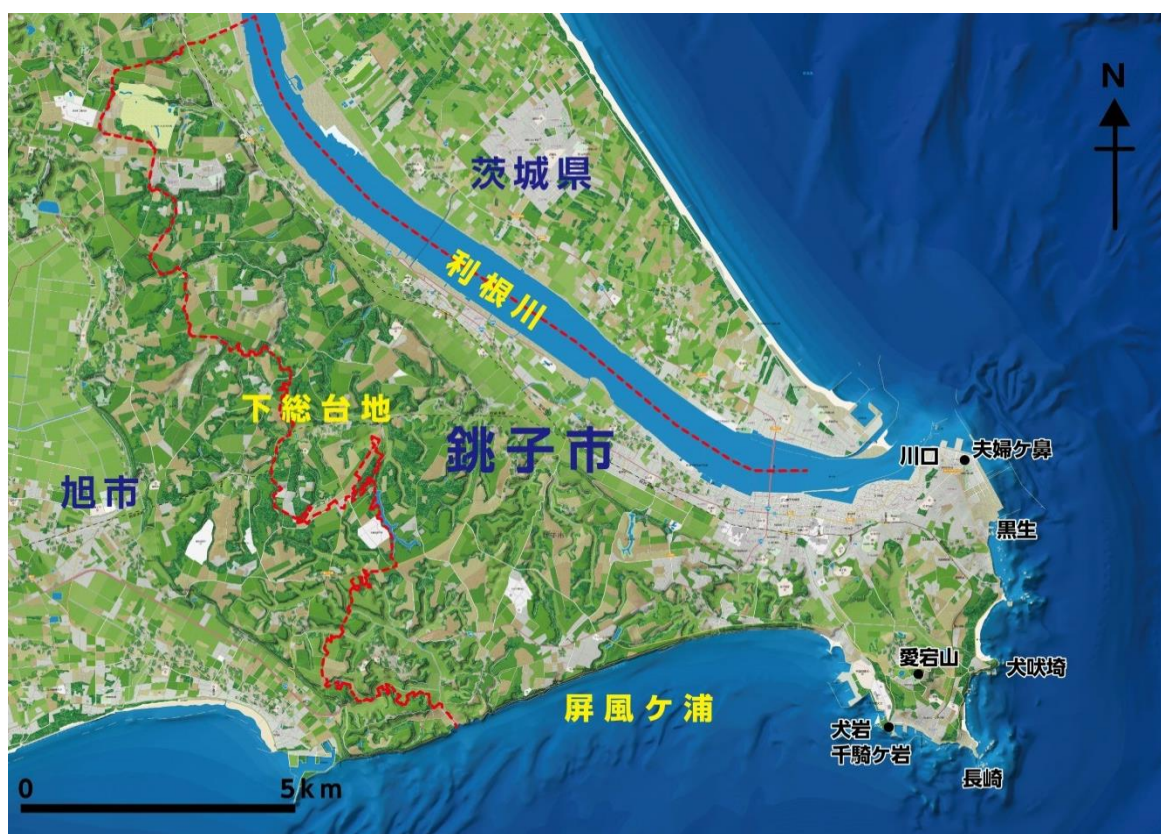 N
茨城県
利根川
下総台地
銚子市
川口
夫婦ケ鼻
旭市
黒生
愛宕山
犬吠埼
屏風ケ浦
犬岩
千騎ケ岩
長崎
0 5km